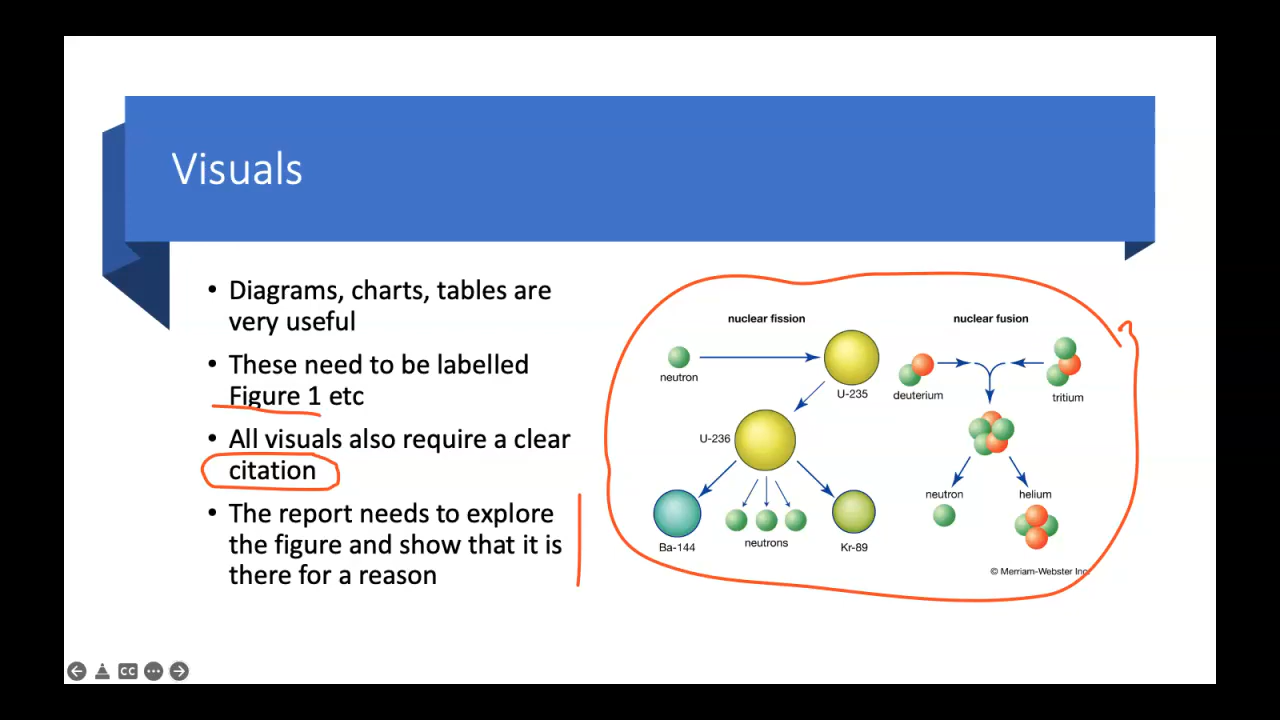 Visuals
• Diagrams, charts, tables are
very useful
• These need to be labelled
Figure 1 etc
• All visuals also require a clear
citation
• The report needs to explore
the figure and show that it is
there for a reason
nuclear fission
neutron
U-235
U-236
Ba-144
neutrons
Kr-89
nuclear fusion
deuterium
tritium
neutron
helium
© Merriam-Webster Inc.
CC